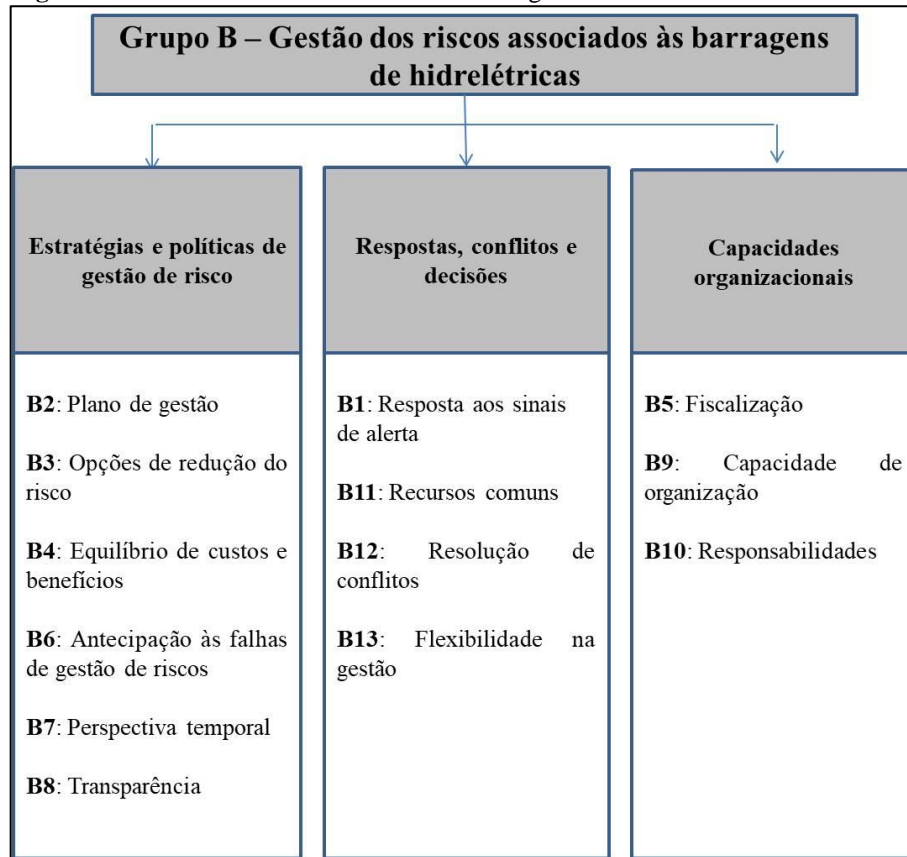 Grupo B – Gestão dos riscos associados às barragens
de hidrelétricas
Estratégias e políticas de
gestão de risco
B2: Plano de gestão
B3: Opções de redução do
risco
B4: Equilíbrio de custos e
benefícios
B6: Antecipação às falhas
de gestão de riscos
B7: Perspectiva temporal
B8: Transparência
Respostas, conflitos e
decisões
B1: Resposta aos sinais
de alerta
B11: Recursos comuns
B12: Resolução de
conflitos
B13: Flexibilidade na
gestão
Capacidades
organizacionais
B5: Fiscalização
B9: Capacidade de
organização
B10: Responsabilidades